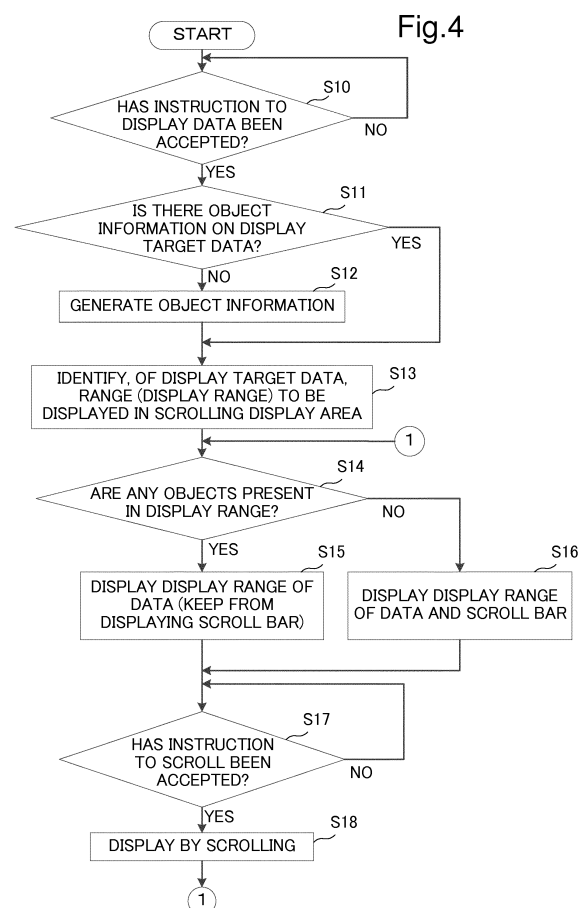 Fig.4
START
S10
HAS INSTRUCTION TO
DISPLAY DATA BEEN
ACCEPTED?
NO
YES
S11
IS THERE OBJECT
INFORMATION ON DISPLAY
TARGET DATA?
YES
NO
S12
GENERATE OBJECT INFORMATION
S13
IDENTIFY, OF DISPLAY TARGET DATA,
RANGE (DISPLAY RANGE) TO BE
DISPLAYED IN SCROLLING DISPLAY AREA
1
S14
ARE ANY OBJECTS PRESENT
IN DISPLAY RANGE?
NO
YES
S15
DISPLAY DISPLAY RANGE OF
DATA (KEEP FROM
DISPLAYING SCROLL BAR)
S16
DISPLAY DISPLAY RANGE
OF DATA AND SCROLL BAR
S17
HAS INSTRUCTION
TO SCROLL BEEN
ACCEPTED?
NO
YES
S18
DISPLAY BY SCROLLING
1